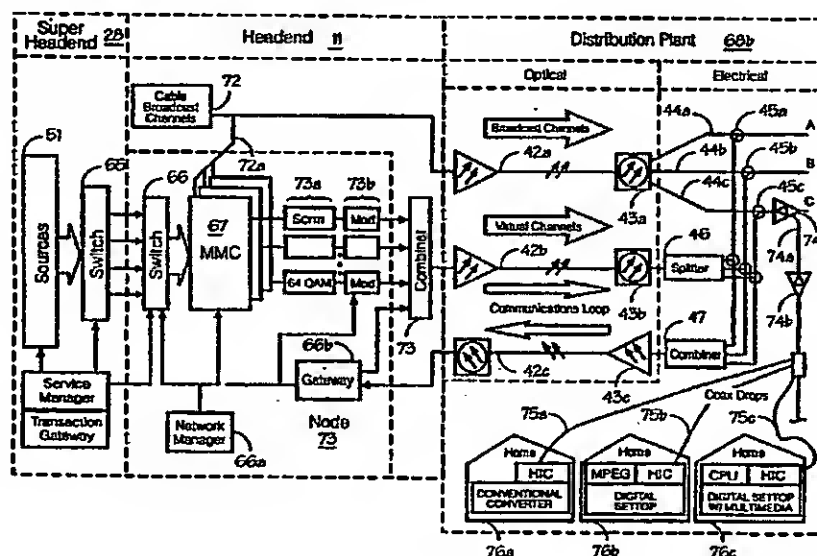 Super
Headend 28
Headend 11
Distribution Plant 68b
Optical
Electrical
Cable
Broadcast
Channels
72
72a
61
Sources
65
Switch
66
Switch
67
MMC
73a
73b
Scrm
Mod
64 QAM
Mod
Combiner
73
66b
Gateway
Node
73
Network
Manager
66a
Service
Manager
Transaction
Gateway
Broadcast Channels
42a
43a
44a
44b
44c
45a
45b
45c
A
B
C
Virtual
Channels
42b
43b
46
Splitter
Communications Loop
42c
43c
47
Combiner
74
74a
74b
Coax Drops
75a
75b
75c
Home
HIC
CONVENTIONAL
CONVERTER
76a
Home
MPEG
HIC
DIGITAL
SETTOP
76b
Home
CPU
HIC
DIGITAL SETTOP
W/ MULTIMEDIA
76c